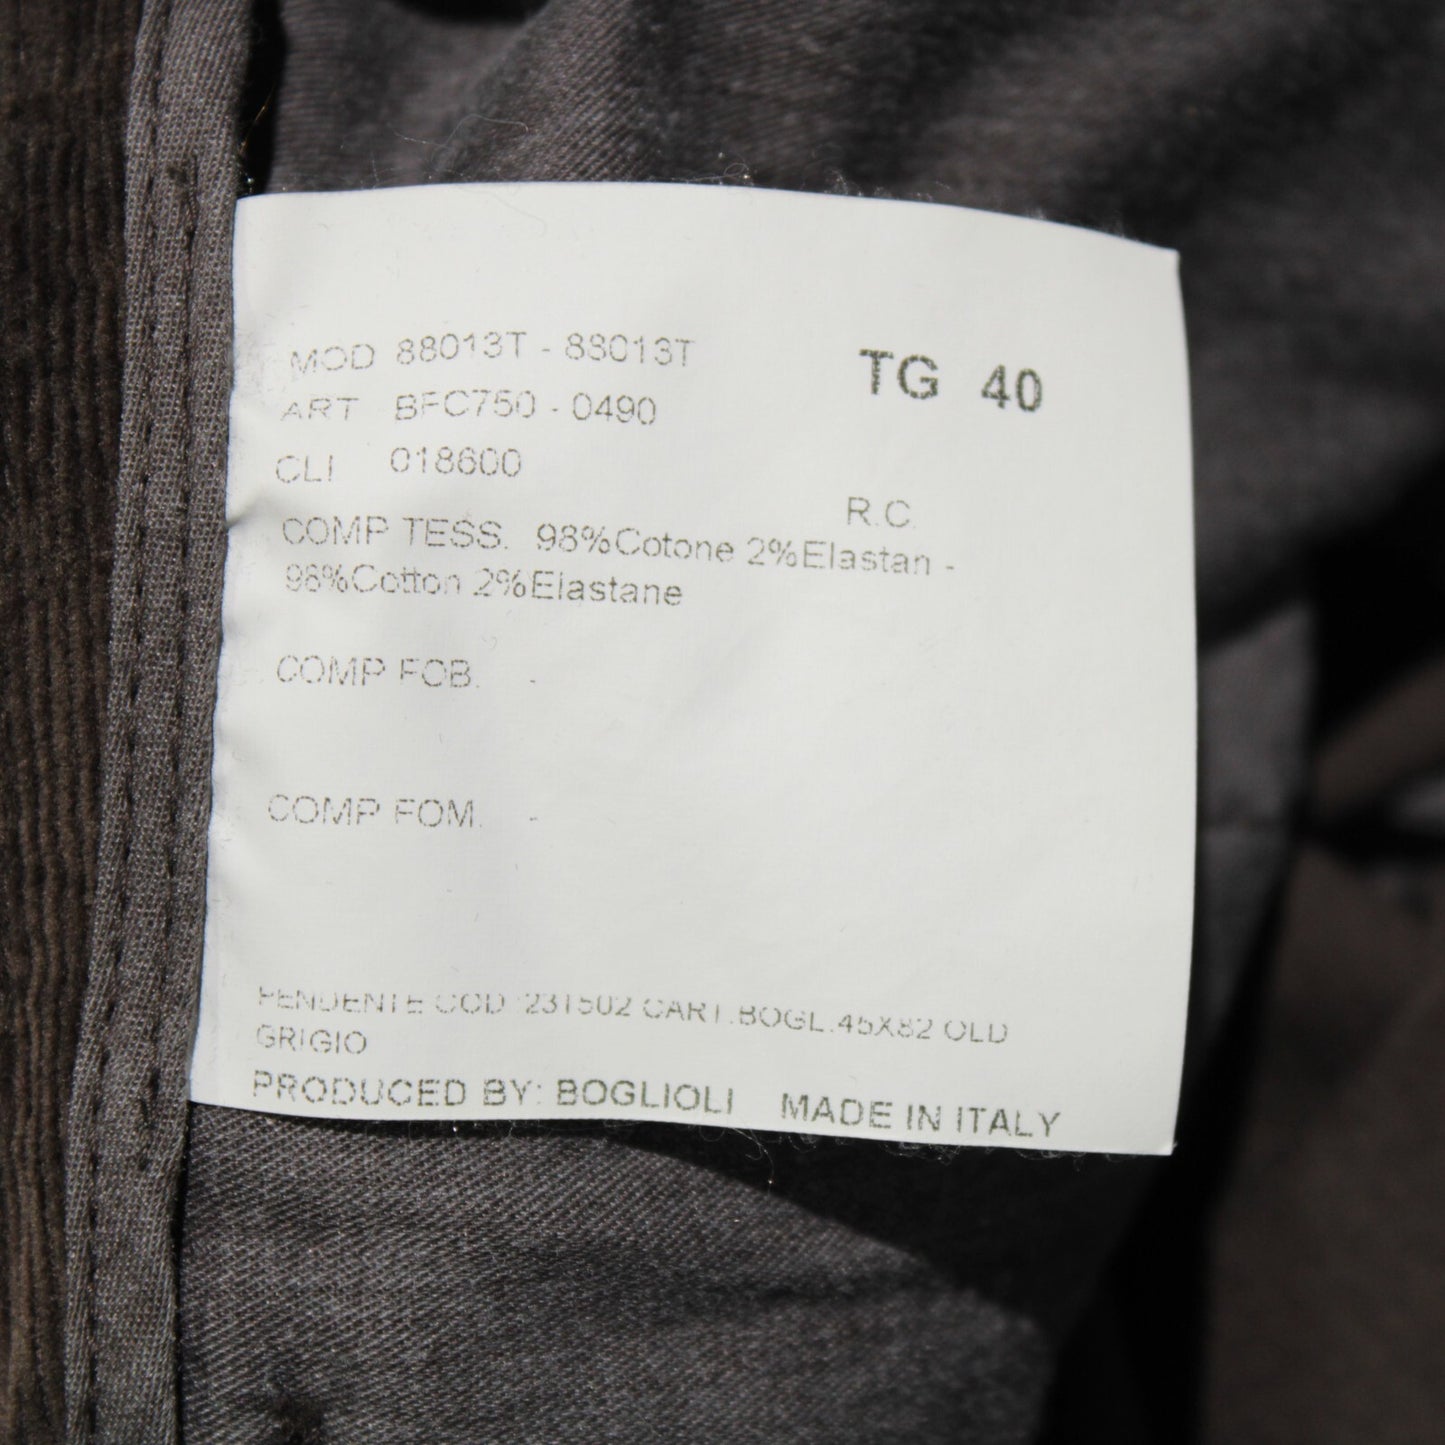 MOD 88013T - 88013T TG 40
ART BFC750 - 0490
CLI 018600
R.C.
COMP TESS. 98%Cotone 2%Elastan -
98%Cotton 2%Elastane
COMP FOB. -
COMP FOM. -
PENDENTE COD :231502 CART.BOGL.45X82 OLD
GRIGIO
PRODUCED BY: BOGLIOLI MADE IN ITALY